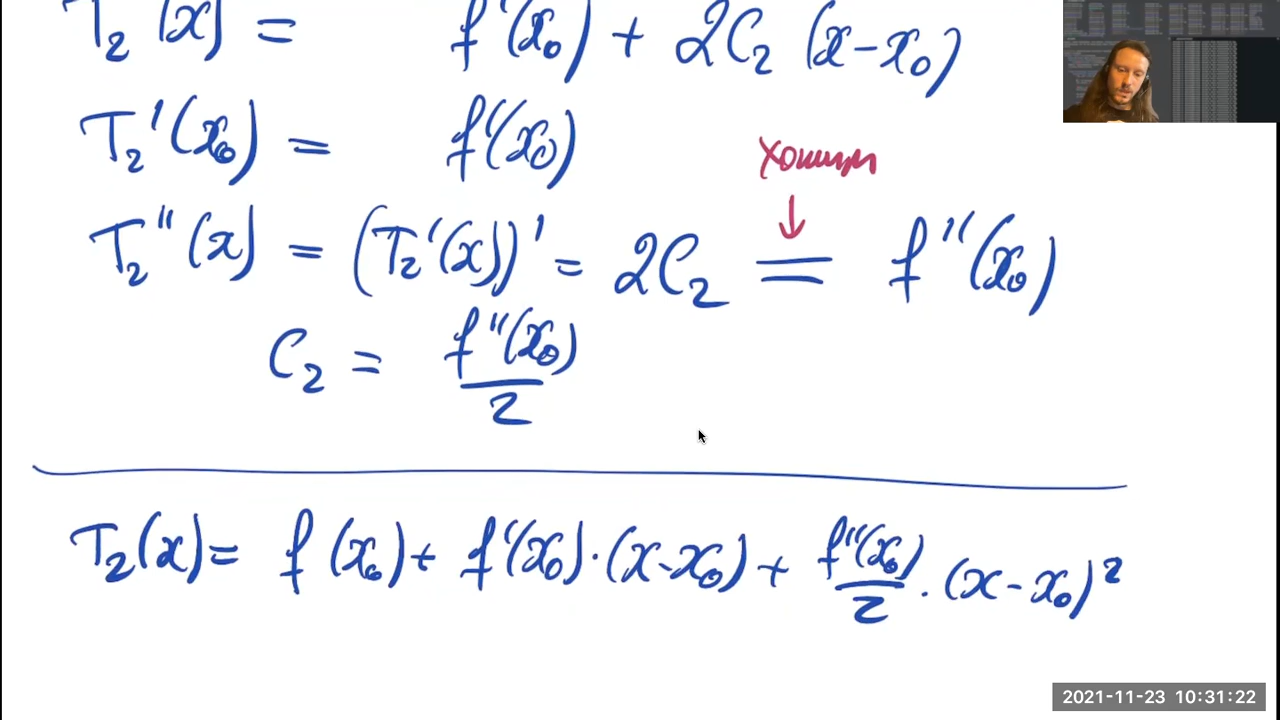 T₂'(x) = f'(x₀) + 2C₂ (x-x₀)
T₂'(x₀) = f'(x₀)
хотим
↓
T₂''(x) = (T₂'(x))' = 2C₂ = f''(x₀)
C₂ = f''(x₀)/2
T₂(x) = f(x₀) + f'(x₀)·(x-x₀) + f''(x₀)/2 · (x-x₀)²
2021-11-23 10:31:22